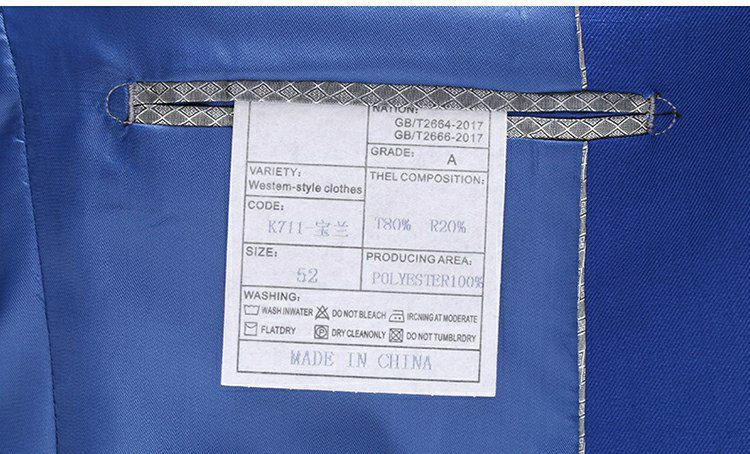 GB/T2664-2017
GB/T2666-2017
GRADE: A
VARIETY:
Westem-style clothes
THEL COMPOSITION:
T80% R20%
CODE:
K711-宝兰
SIZE:
52
PRODUCING AREA:
POLYESTER100%
WASHING:
WASH INWATER DO NOT BLEACH IRCNING AT MODERATE
FLATDRY DRY CLEANONLY DO NOT TUMBLRDRY
MADE IN CHINA